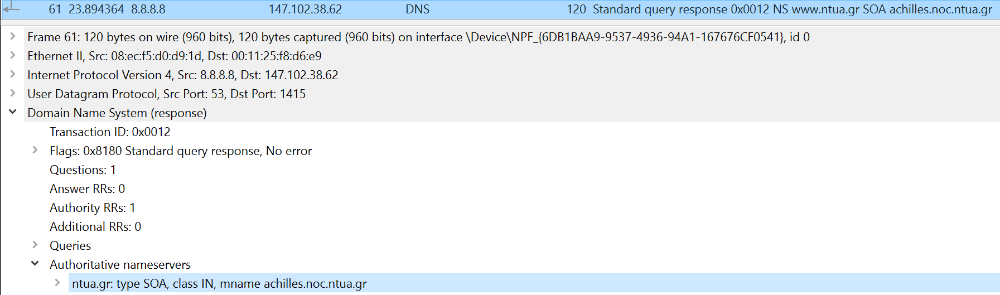 61 23.894364 8.8.8.8 147.102.38.62 DNS 120 Standard query response 0x0012 NS www.ntua.gr SOA achilles.noc.ntua.gr
Frame 61: 120 bytes on wire (960 bits), 120 bytes captured (960 bits) on interface \Device\NPF_{6DB1BAA9-9537-4936-94A1-167676CF0541}, id 0
Ethernet II, Src: 08:ec:f5:d0:d9:1d, Dst: 00:11:25:f8:d6:e9
Internet Protocol Version 4, Src: 8.8.8.8, Dst: 147.102.38.62
User Datagram Protocol, Src Port: 53, Dst Port: 1415
Domain Name System (response)
Transaction ID: 0x0012
Flags: 0x8180 Standard query response, No error
Questions: 1
Answer RRs: 0
Authority RRs: 1
Additional RRs: 0
Queries
Authoritative nameservers
ntua.gr: type SOA, class IN, mname achilles.noc.ntua.gr